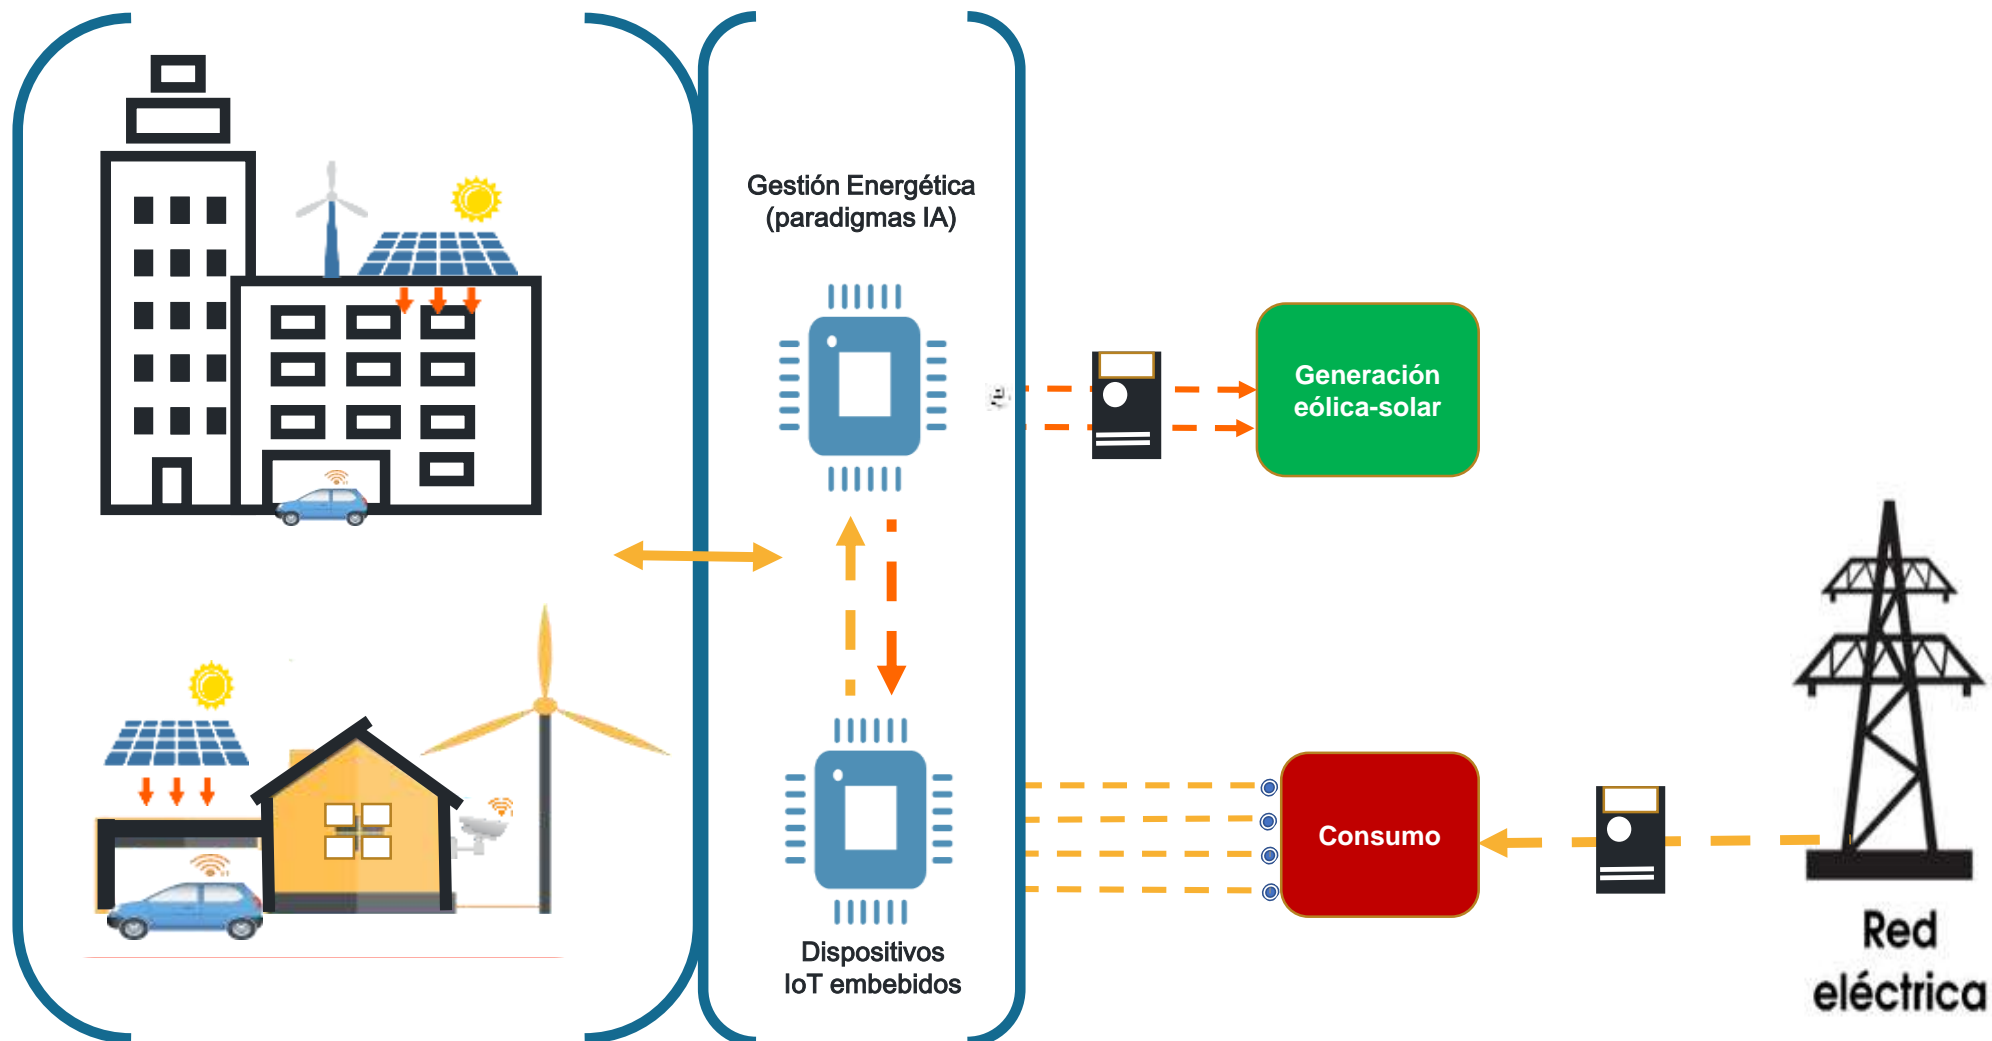 Gestión Energética
(paradigmas IA)
Generación
eólica-solar
Consumo
Dispositivos
IoT embebidos
Red
eléctrica